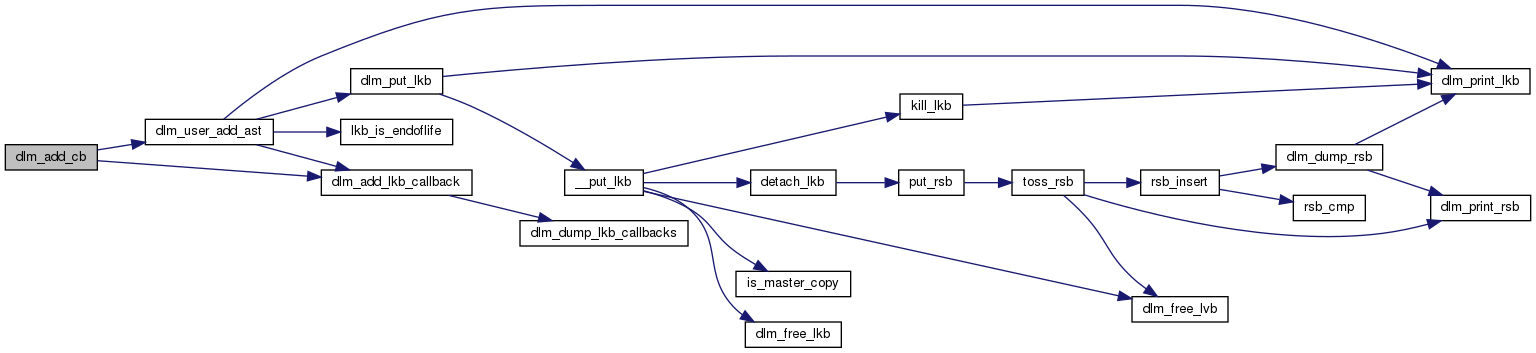 dlm_add_cb
dlm_user_add_ast
dlm_put_lkb
lkb_is_endoflife
dlm_add_lkb_callback
dlm_dump_lkb_callbacks
__put_lkb
kill_lkb
detach_lkb
is_master_copy
dlm_free_lkb
put_rsb
toss_rsb
rsb_insert
dlm_free_lvb
dlm_dump_rsb
rsb_cmp
dlm_print_lkb
dlm_print_rsb